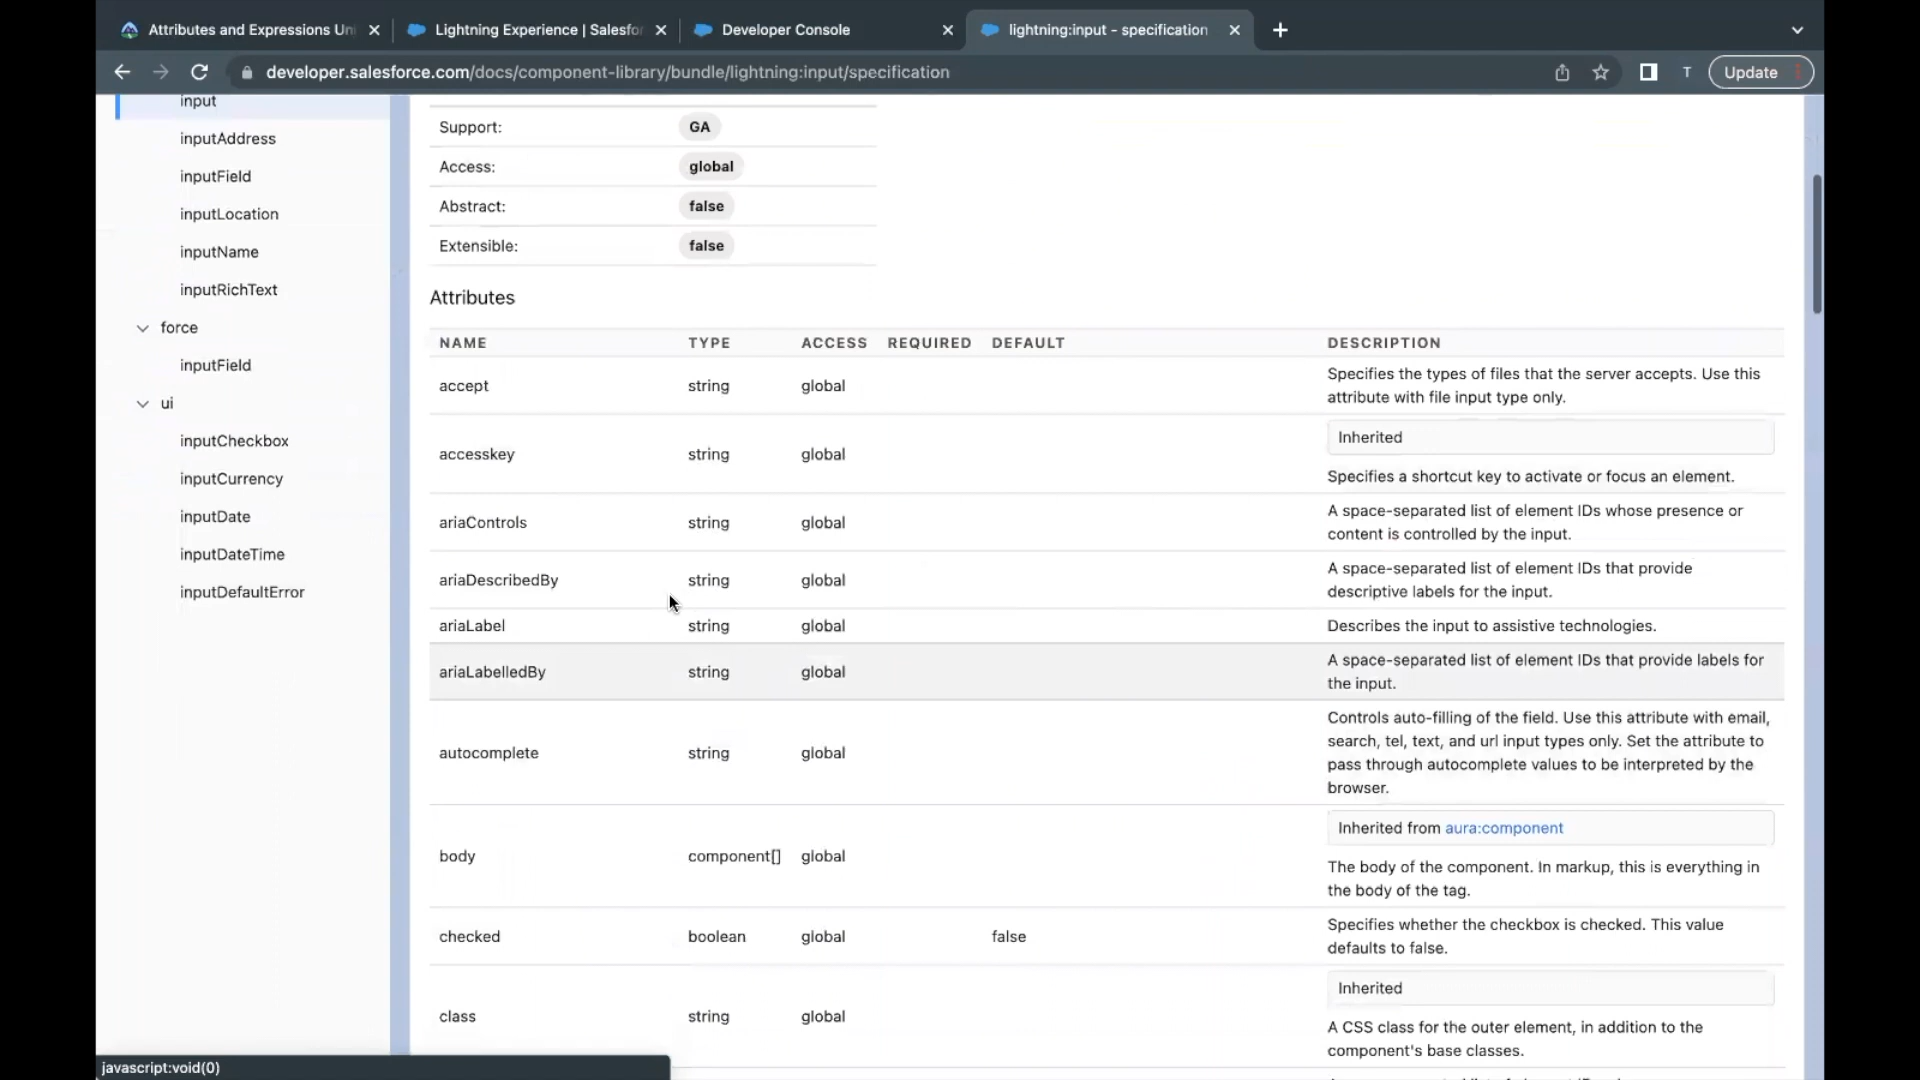 Attributes and Expressions Un
Lightning Experience | Salesfor
Developer Console
lightning:input - specification
developer.salesforce.com/docs/component-library/bundle/lightning:input/specification
T
Update
input
inputAddress
inputField
inputLocation
inputName
inputRichText
force
inputField
ui
inputCheckbox
inputCurrency
inputDate
inputDateTime
inputDefaultError
Support: GA
Access: global
Abstract: false
Extensible: false
Attributes
NAME TYPE ACCESS REQUIRED DEFAULT DESCRIPTION
accept string global
Specifies the types of files that the server accepts. Use this
attribute with file input type only.
accesskey string global
Inherited
Specifies a shortcut key to activate or focus an element.
ariaControls string global
A space-separated list of element IDs whose presence or
content is controlled by the input.
ariaDescribedBy string global
A space-separated list of element IDs that provide
descriptive labels for the input.
ariaLabel string global Describes the input to assistive technologies.
ariaLabelledBy string global
A space-separated list of element IDs that provide labels for
the input.
autocomplete string global
Controls auto-filling of the field. Use this attribute with email,
search, tel, text, and url input types only. Set the attribute to
pass through autocomplete values to be interpreted by the
browser.
body component[] global
Inherited from aura:component
The body of the component. In markup, this is everything in
the body of the tag.
checked boolean global false
Specifies whether the checkbox is checked. This value
defaults to false.
class string global
Inherited
A CSS class for the outer element, in addition to the
component's base classes.
javascript:void(0)